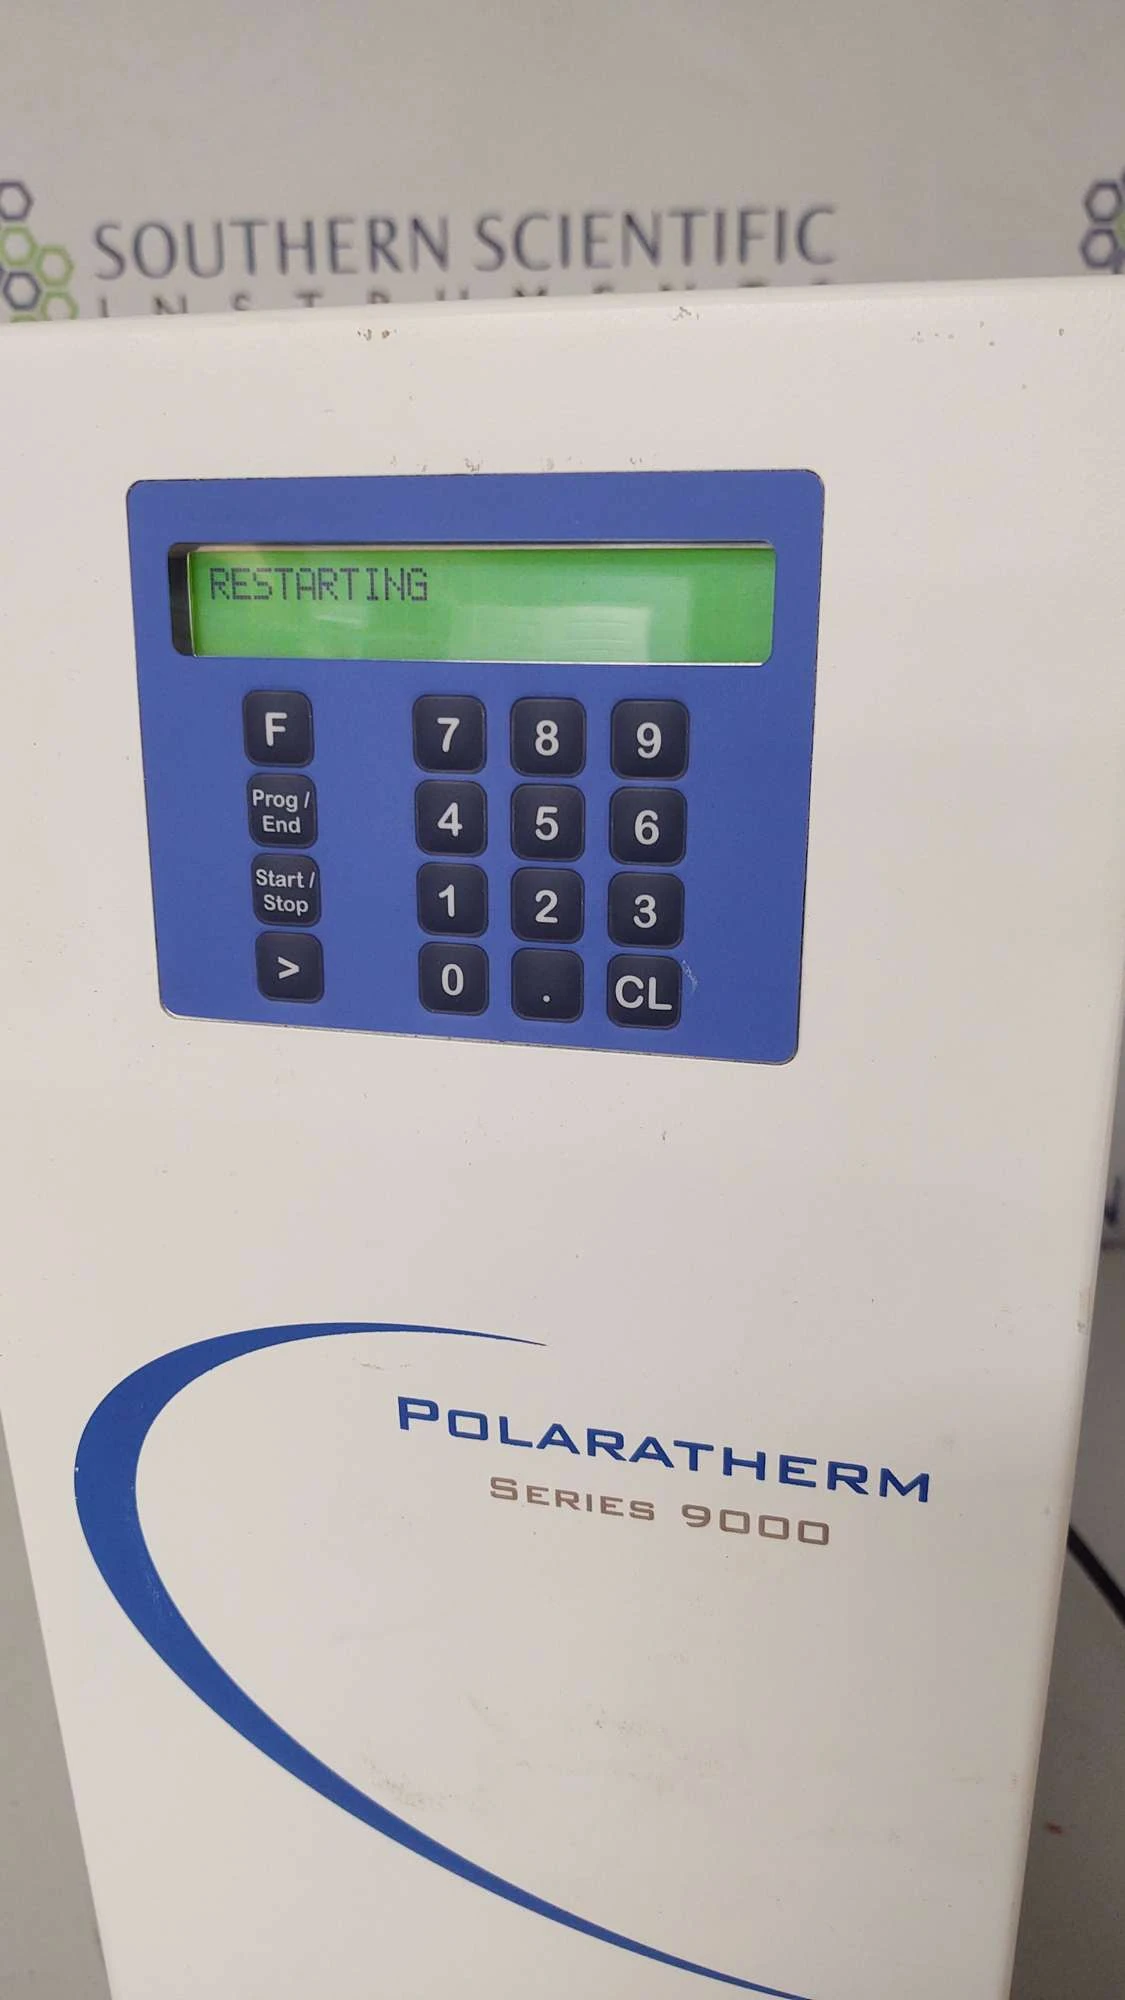 SOUTHERN SCIENTIFIC
INSTRUMENTS
RESTARTING
F 7 8 9
Prog /
End
4 5 6
Start /
Stop
1 2 3
> 0 . CL
POLARATHERM
SERIES 9000